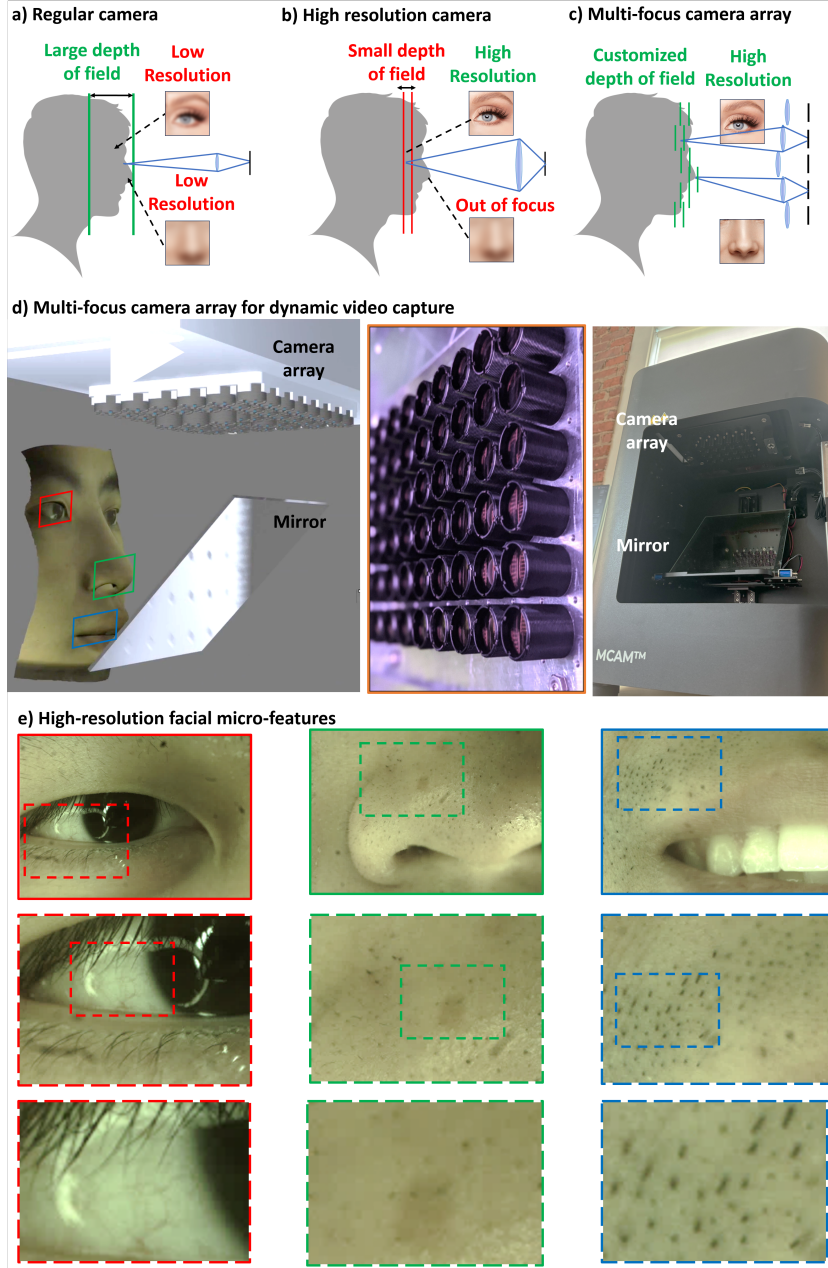 a) Regular camera
Large depth
of field
Low
Resolution
Low
Resolution
b) High resolution camera
Small depth
of field
High
Resolution
Out of focus
c) Multi-focus camera array
Customized
depth of field
High
Resolution
d) Multi-focus camera array for dynamic video capture
Camera
array
Mirror
Camera
array
Mirror
MCAM™
e) High-resolution facial micro-features